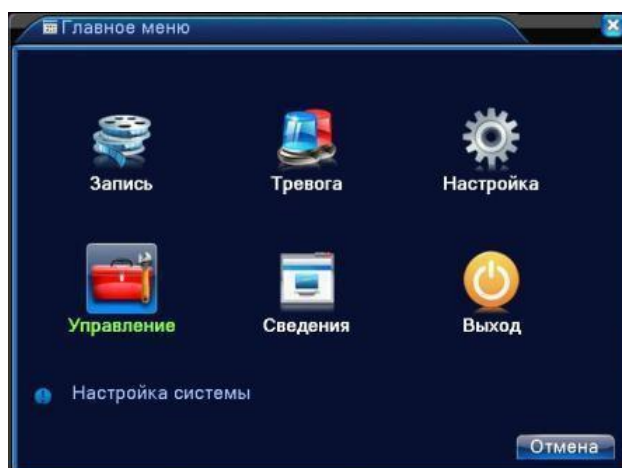 Главное меню
Запись Тревога Настройка
Управление Сведения Выход
Настройка системы
Отмена